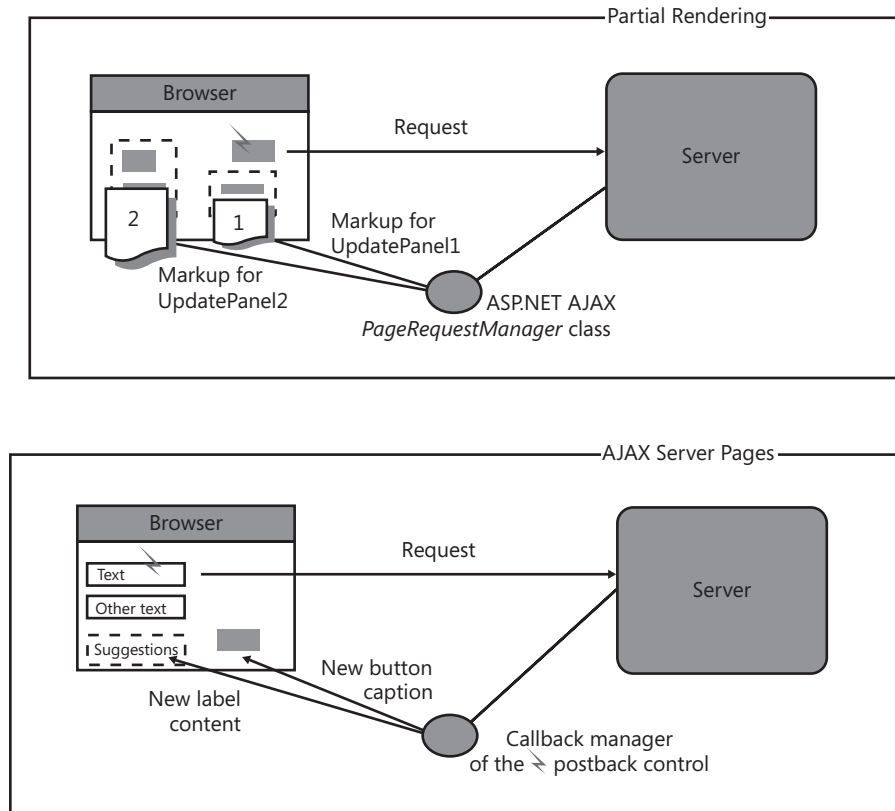 Partial Rendering
Browser
Request
Server
2
1
Markup for
UpdatePanel1
Markup for
UpdatePanel2
ASP.NET AJAX
PageRequestManager class
AJAX Server Pages
Browser
Request
Server
Text
Other text
Suggestions
New button
caption
New label
content
Callback manager
of the postback control